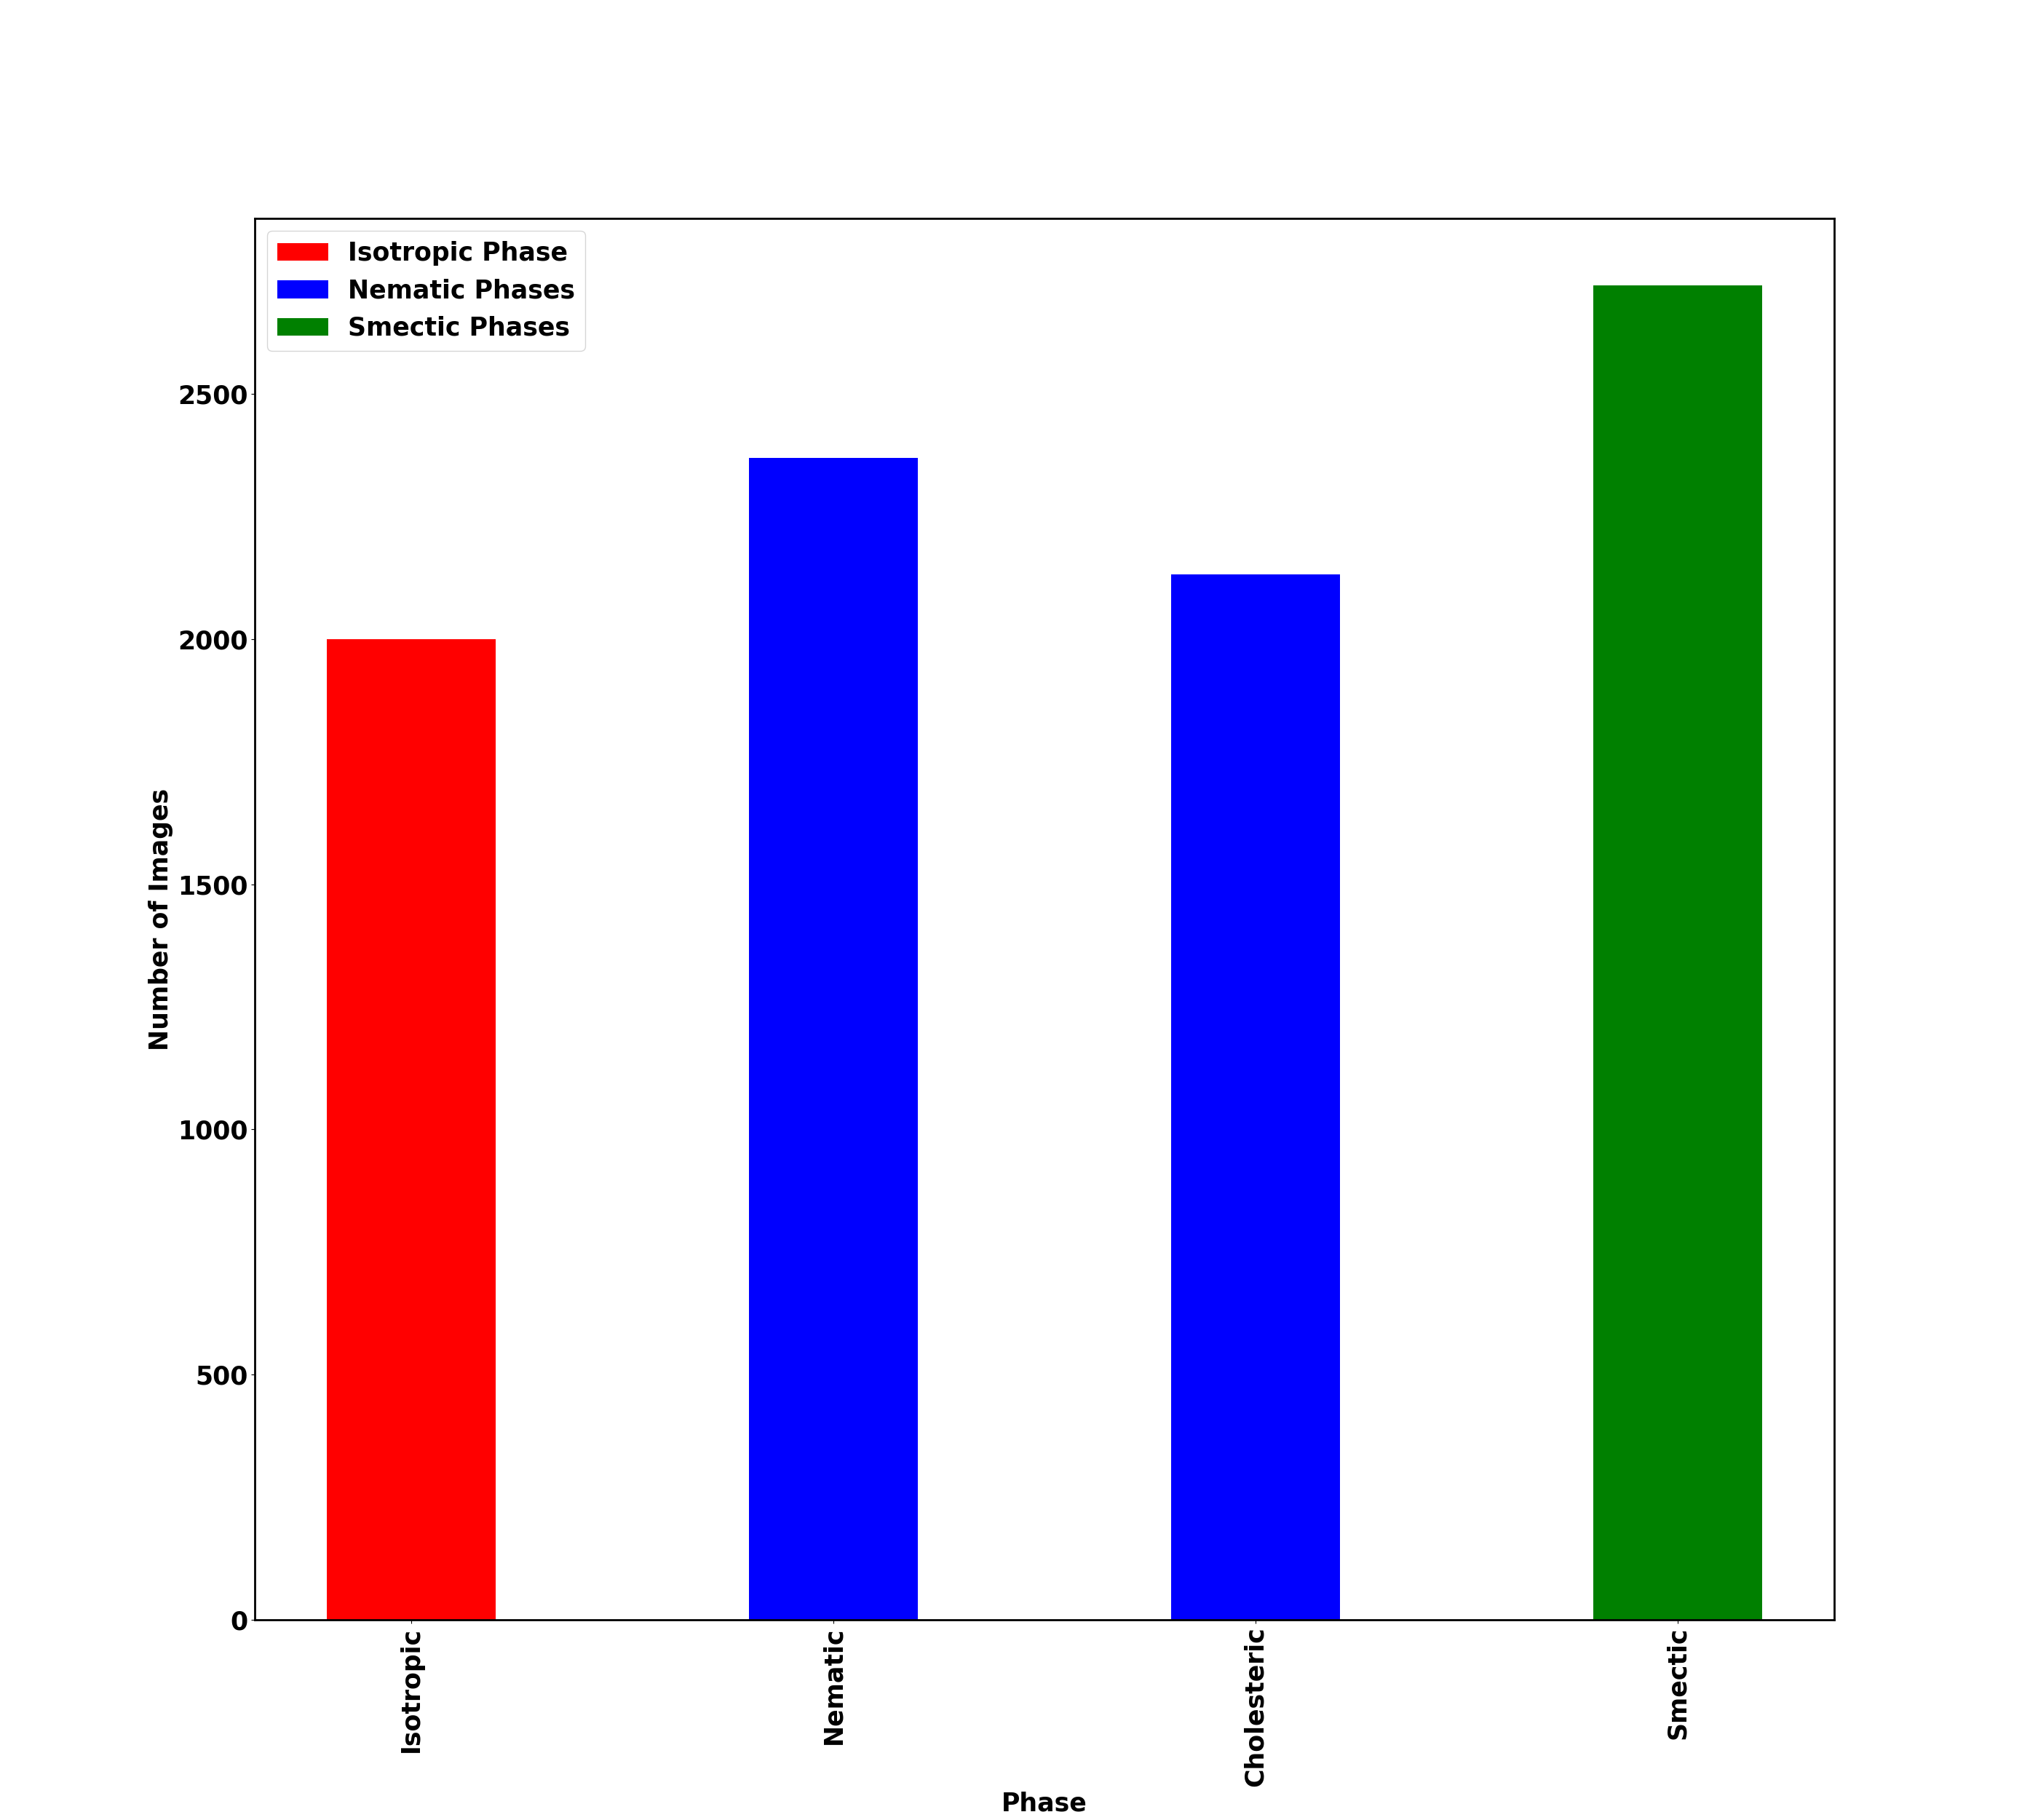 Isotropic Phase
Nematic Phases
Smectic Phases
2500
2000
1500
1000
500
0
Number of Images
Isotropic
Nematic
Cholesteric
Smectic
Phase